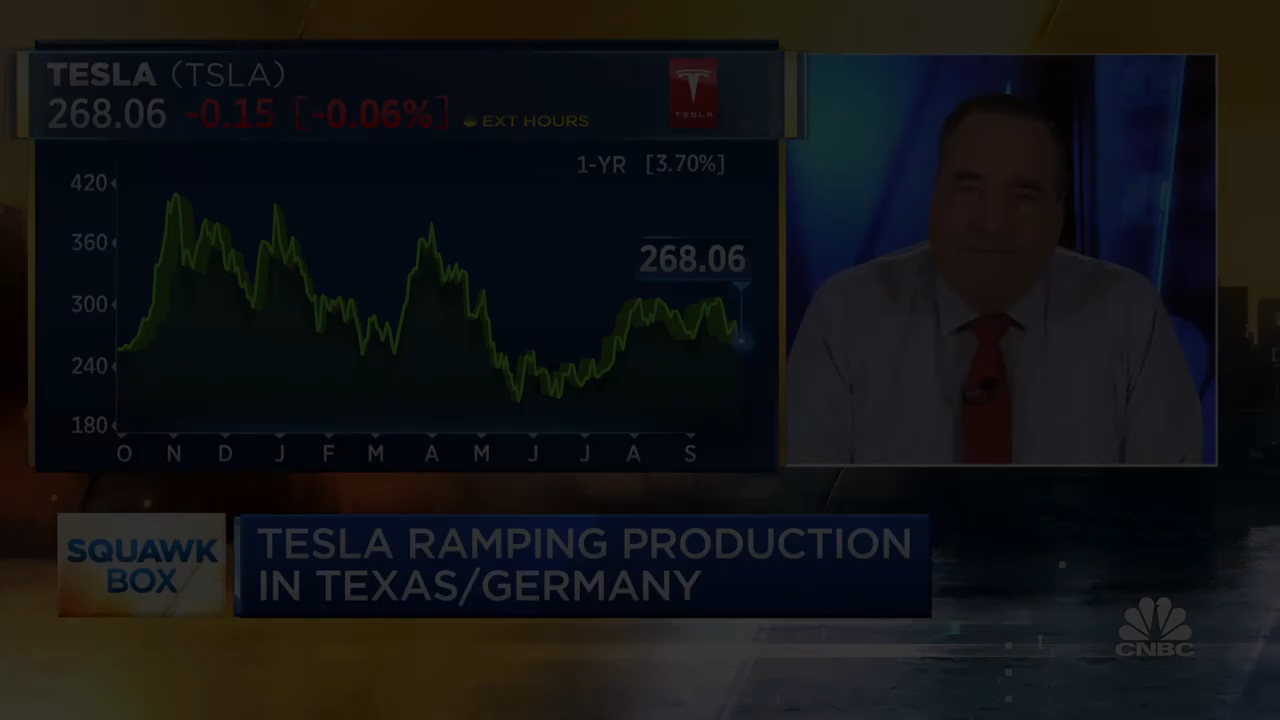 TESLA (TSLA)
268.06 -0.15 [-0.06%] EXT HOURS
TESLA
1-YR [3.70%]
420
360
300
240
180
268.06
O N D J F M A M J J A S
SQUAWK
BOX
TESLA RAMPING PRODUCTION
IN TEXAS/GERMANY
CNBC